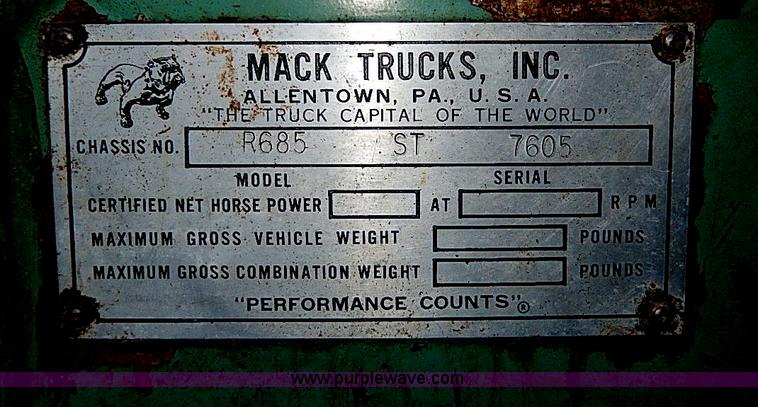 MACK TRUCKS, INC.
ALLENTOWN, PA., U.S.A.
"THE TRUCK CAPITAL OF THE WORLD"
CHASSIS NO. R685 ST 7605
MODEL SERIAL
CERTIFIED NET HORSE POWER AT RPM
MAXIMUM GROSS VEHICLE WEIGHT POUNDS
MAXIMUM GROSS COMBINATION WEIGHT POUNDS
"PERFORMANCE COUNTS"®
www.purplewave.com